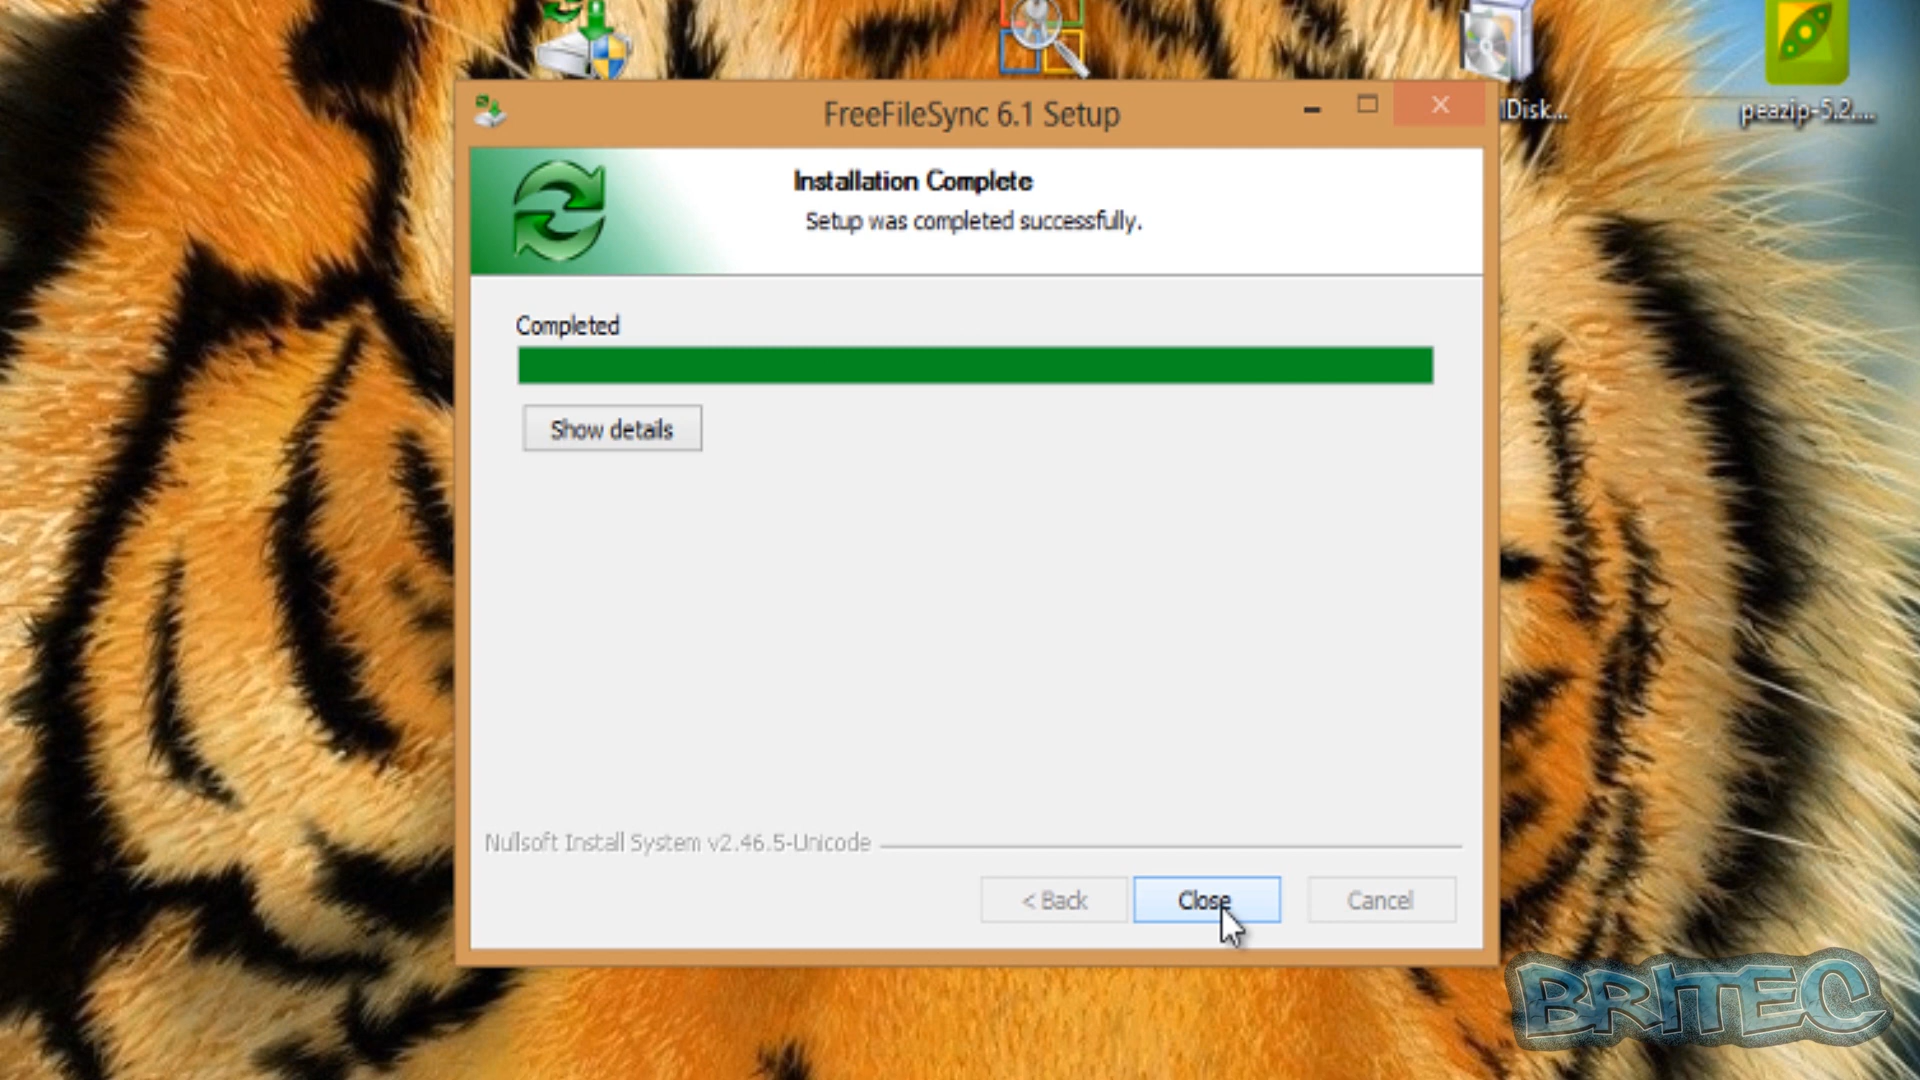 FreeFileSync 6.1 Setup
lDisk...
peazip-5.2....
Installation Complete
Setup was completed successfully.
Completed
Show details
Nullsoft Install System v2.46.5-Unicode
< Back
Close
Cancel
BRITEC